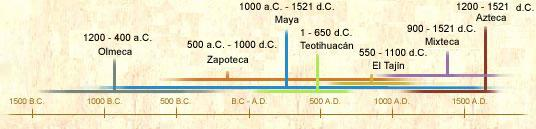 1000 a.C. - 1521 d.C.
Maya
1200 - 1521 d.C.
Azteca
1200 - 400 a.C.
Olmeca
1 - 650 d.C.
Teotihuacán
900 - 1521 d.C.
Mixteca
500 a.C. - 1000 d.C.
Zapoteca
550 - 1100 d.C.
El Tajín
1500 B.C. 1000 B.C. 500 B.C. B.C - A.D. 500 A.D. 1000 A.D. 1500 A.D.